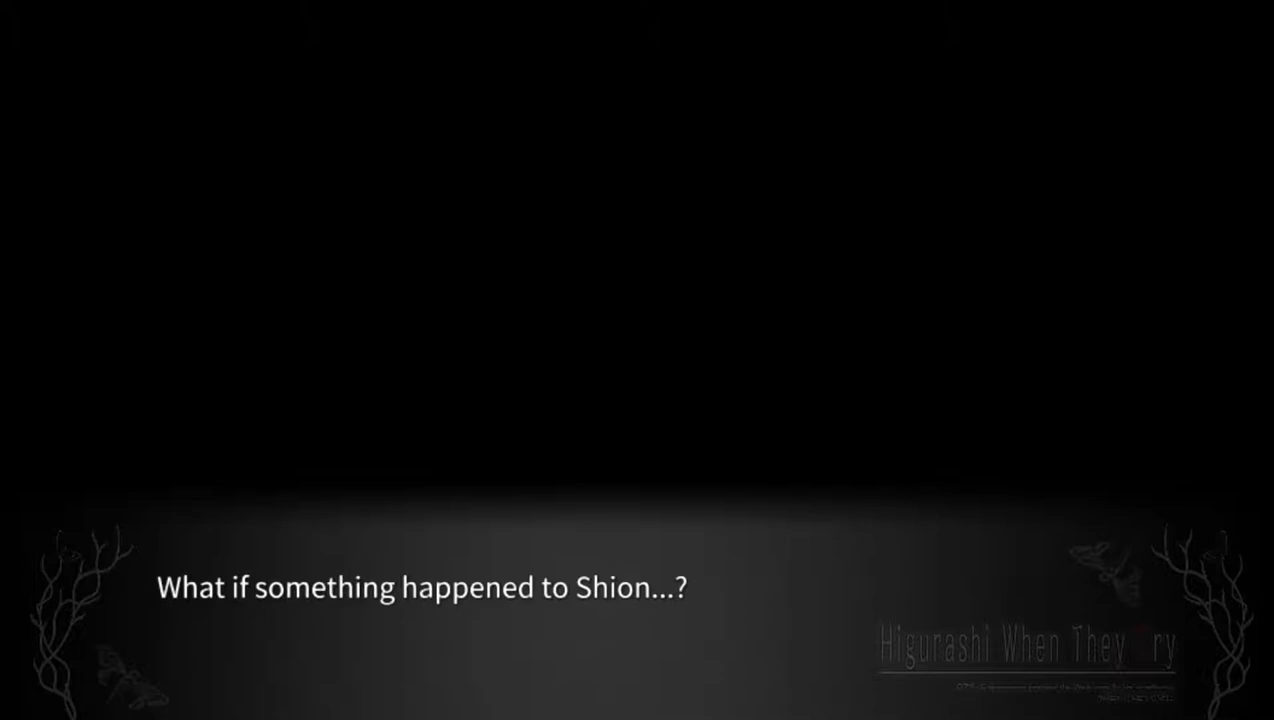 What if something happened to Shion...?
Higurashi When They Cry